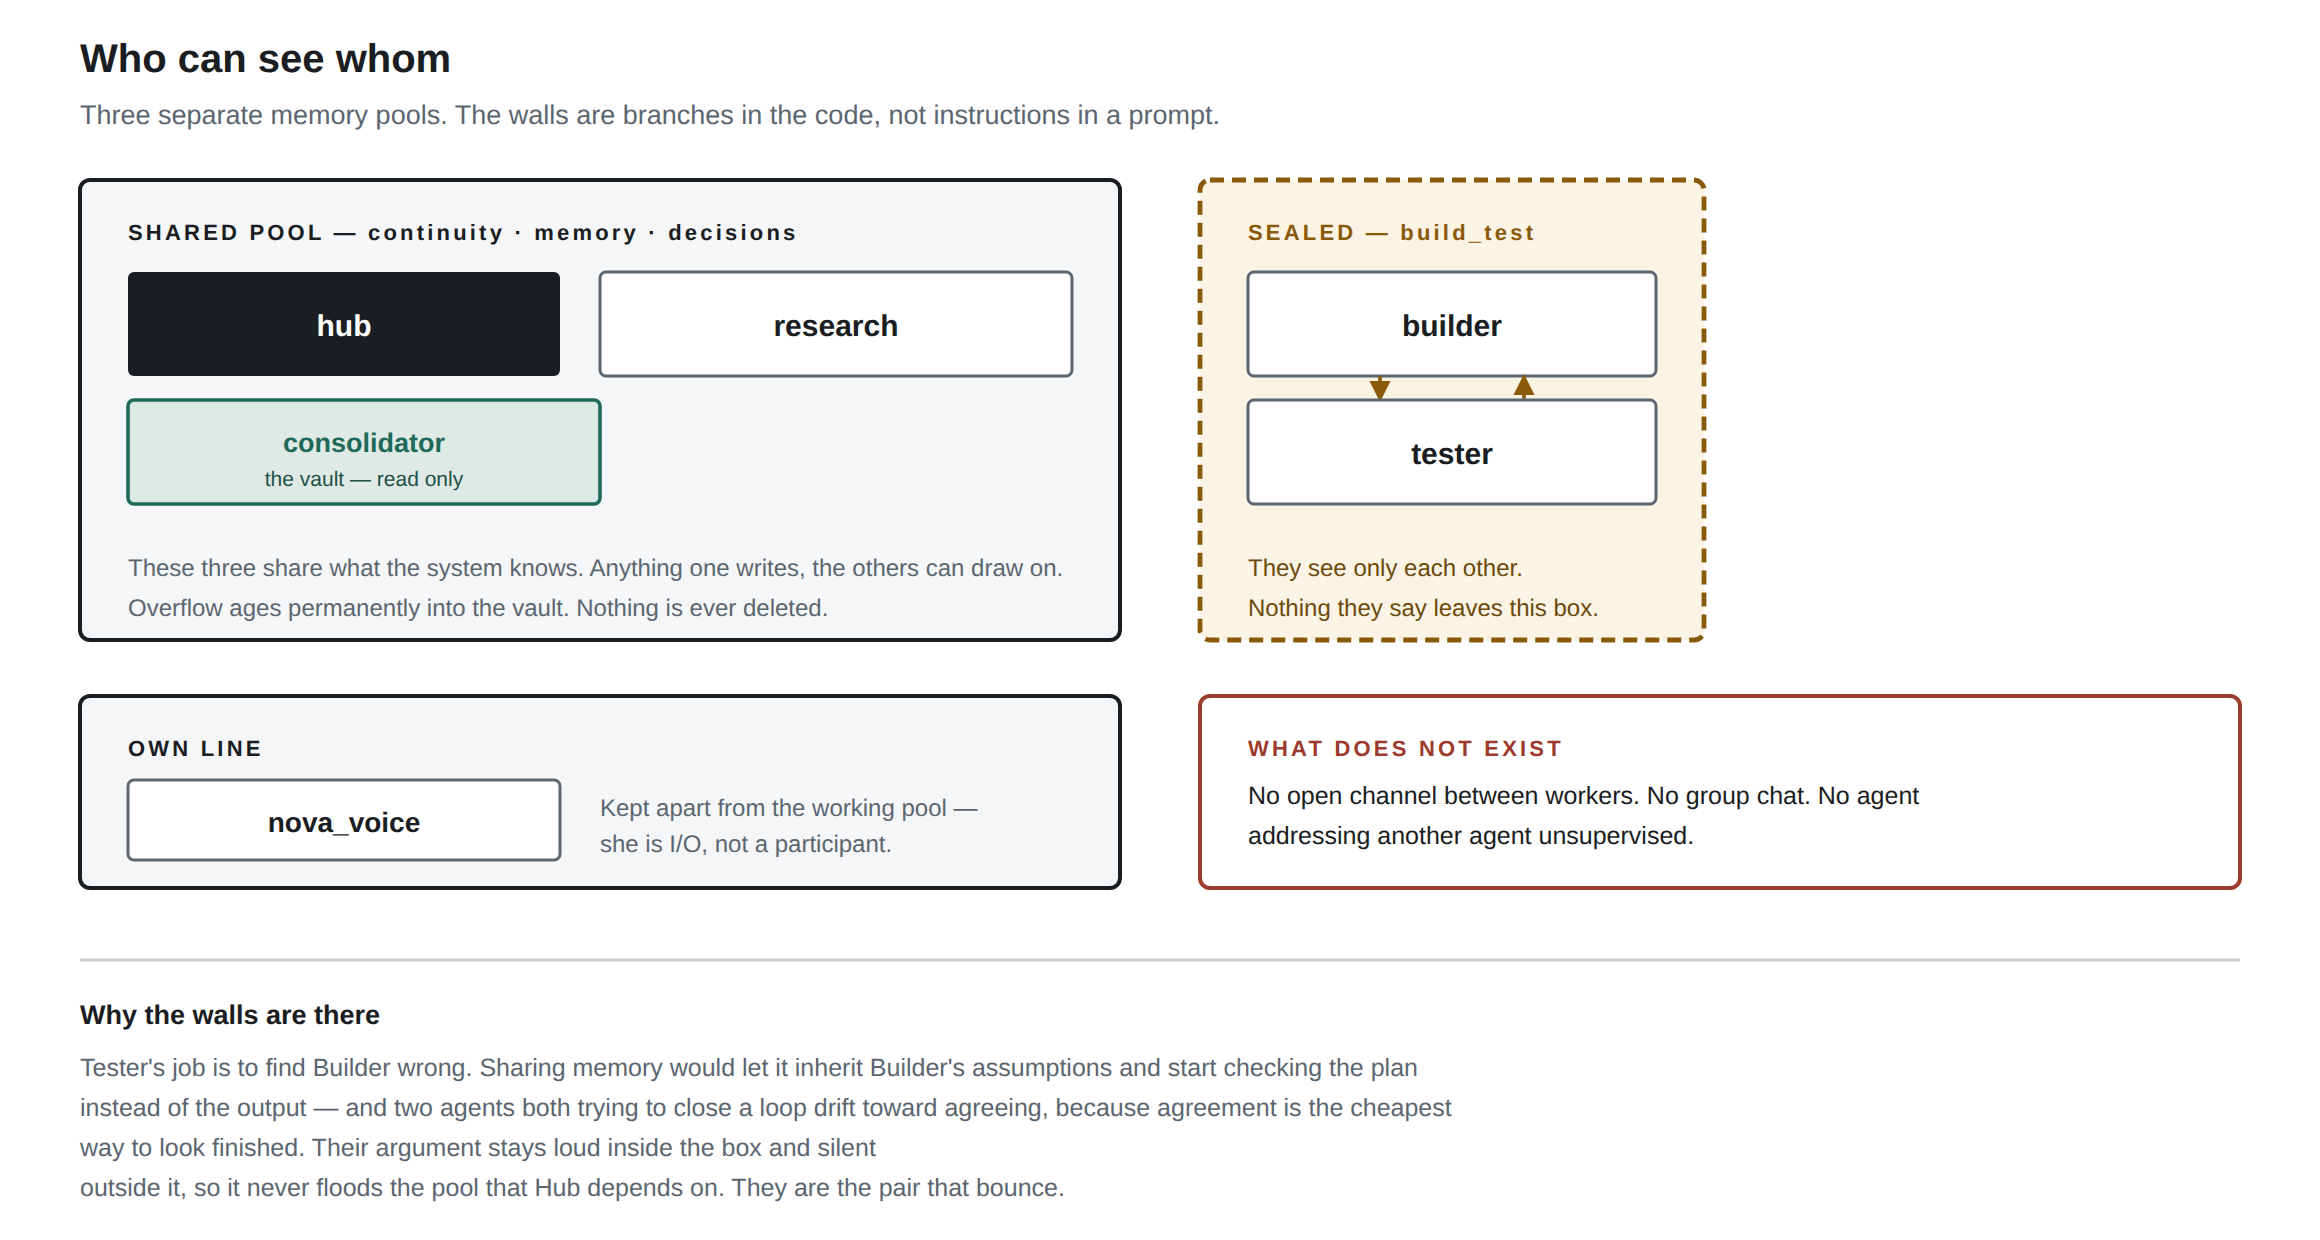 Who can see whom
Three separate memory pools. The walls are branches in the code, not instructions in a prompt.
SHARED POOL — continuity · memory · decisions
hub
research
consolidator
the vault — read only
These three share what the system knows. Anything one writes, the others can draw on.
Overflow ages permanently into the vault. Nothing is ever deleted.
SEALED — build_test
builder
tester
They see only each other.
Nothing they say leaves this box.
OWN LINE
nova_voice
Kept apart from the working pool —
she is I/O, not a participant.
WHAT DOES NOT EXIST
No open channel between workers. No group chat. No agent
addressing another agent unsupervised.
Why the walls are there
Tester's job is to find Builder wrong. Sharing memory would let it inherit Builder's assumptions and start checking the plan
instead of the output — and two agents both trying to close a loop drift toward agreeing, because agreement is the cheapest
way to look finished. Their argument stays loud inside the box and silent
outside it, so it never floods the pool that Hub depends on. They are the pair that bounce.